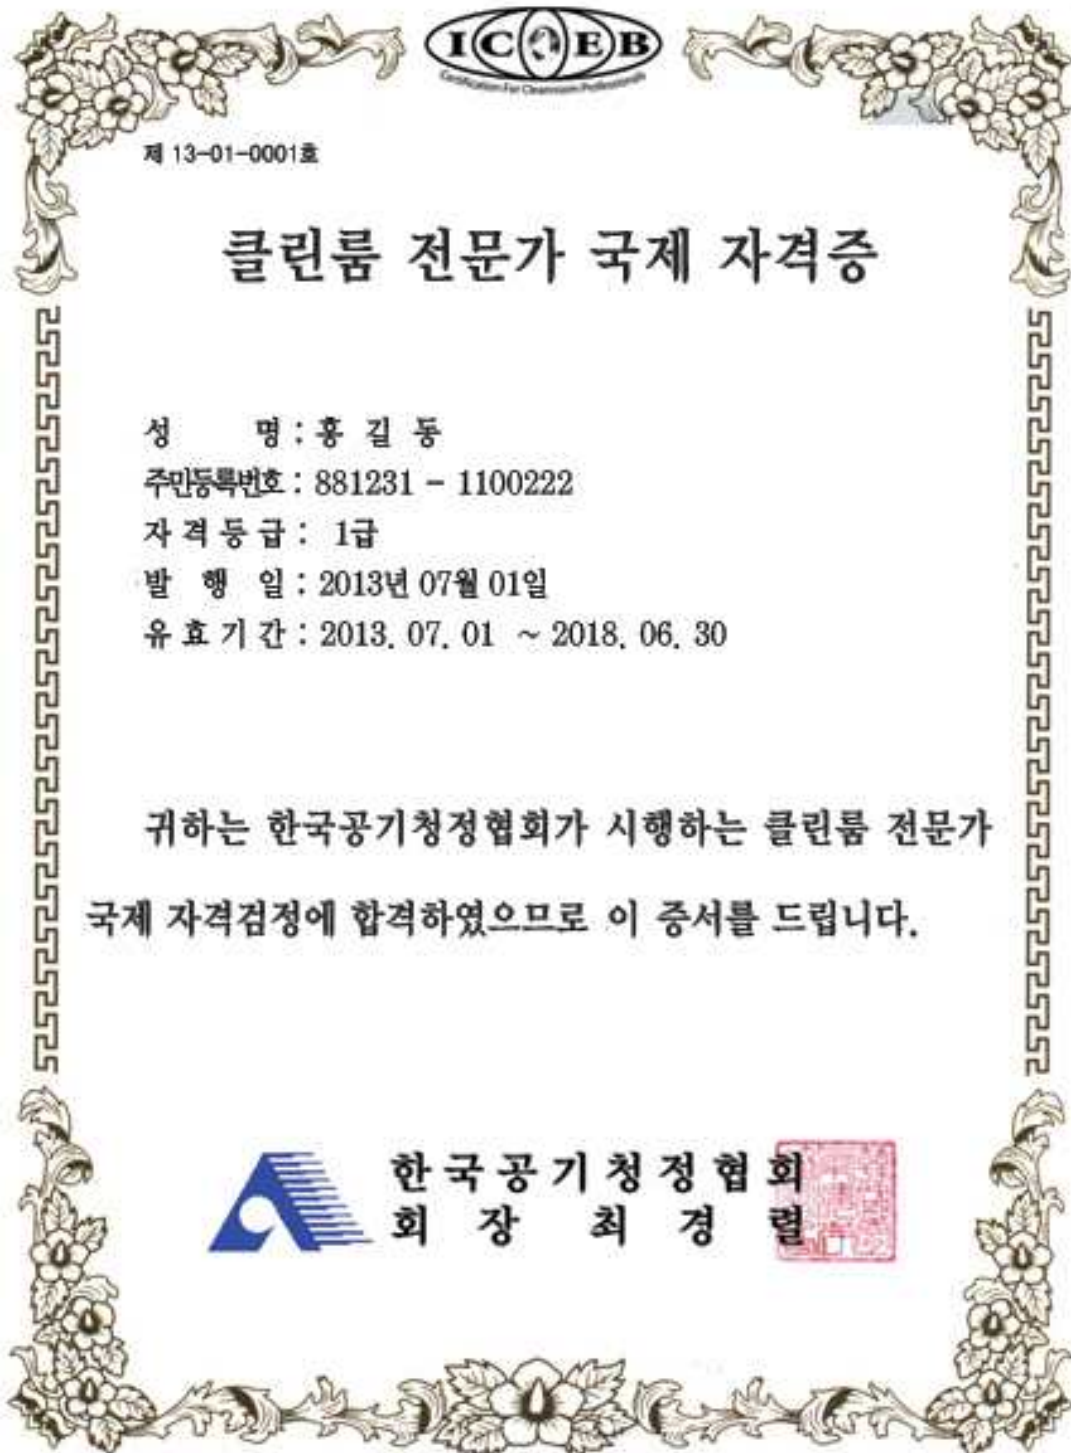 ICEB
Certification For Cleanroom Professionals
제 13-01-0001호
클린룸 전문가 국제 자격증
성 명 : 홍 길 동
주민등록번호 : 881231 - 1100222
자 격 등 급 : 1급
발 행 일 : 2013년 07월 01일
유 효 기 간 : 2013. 07. 01 ~ 2018. 06. 30
귀하는 한국공기청정협회가 시행하는 클린룸 전문가
국제 자격검정에 합격하였으므로 이 증서를 드립니다.
한국공기청정협회
회 장 최 경 렬